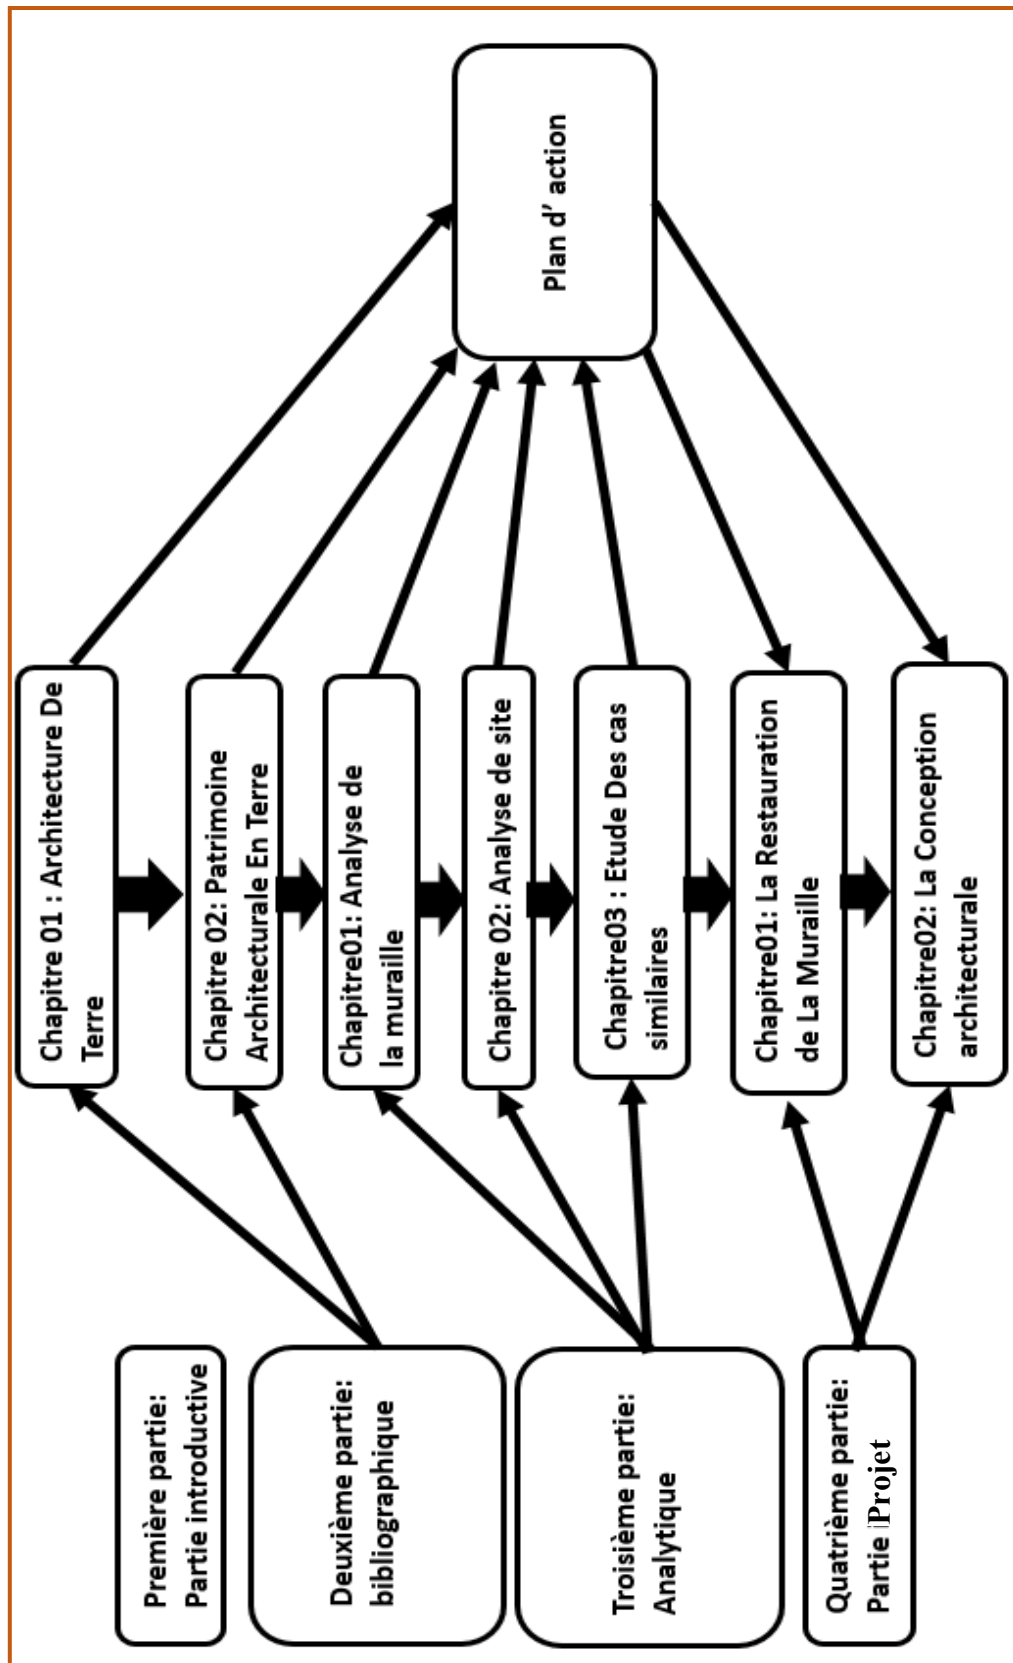 Première partie:
Partie introductive
Deuxième partie:
bibliographique
Troisième partie:
Analytique
Quatrième partie:
Partie iProjet
Chapitre 01 : Architecture De
Terre
Chapitre 02: Patrimoine
Architecturale En Terre
Chapitre01: Analyse de
la muraille
Chapitre 02: Analyse de site
Chapitre03 : Etude Des cas
similaires
Chapitre01: La Restauration
de La Muraille
Chapitre02: La Conception
architecturale
Plan d’ action